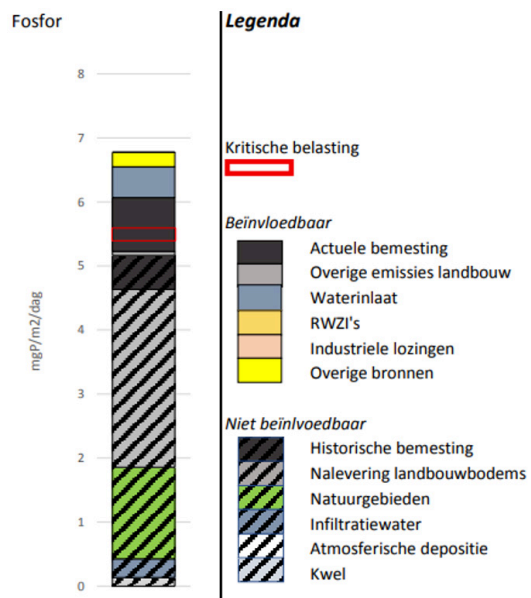 Fosfor
8
7
6
5
4
3
2
1
0
mgP/m2/dag
Legenda
Kritische belasting
Beïnvloedbaar
Actuele bemesting
Overige emissies landbouw
Waterinlaat
RWZI's
Industriele lozingen
Overige bronnen
Niet beïnlvoedbaar
Historische bemesting
Nalevering landbouwbodems
Natuurgebieden
Infiltratiewater
Atmosferische depositie
Kwel